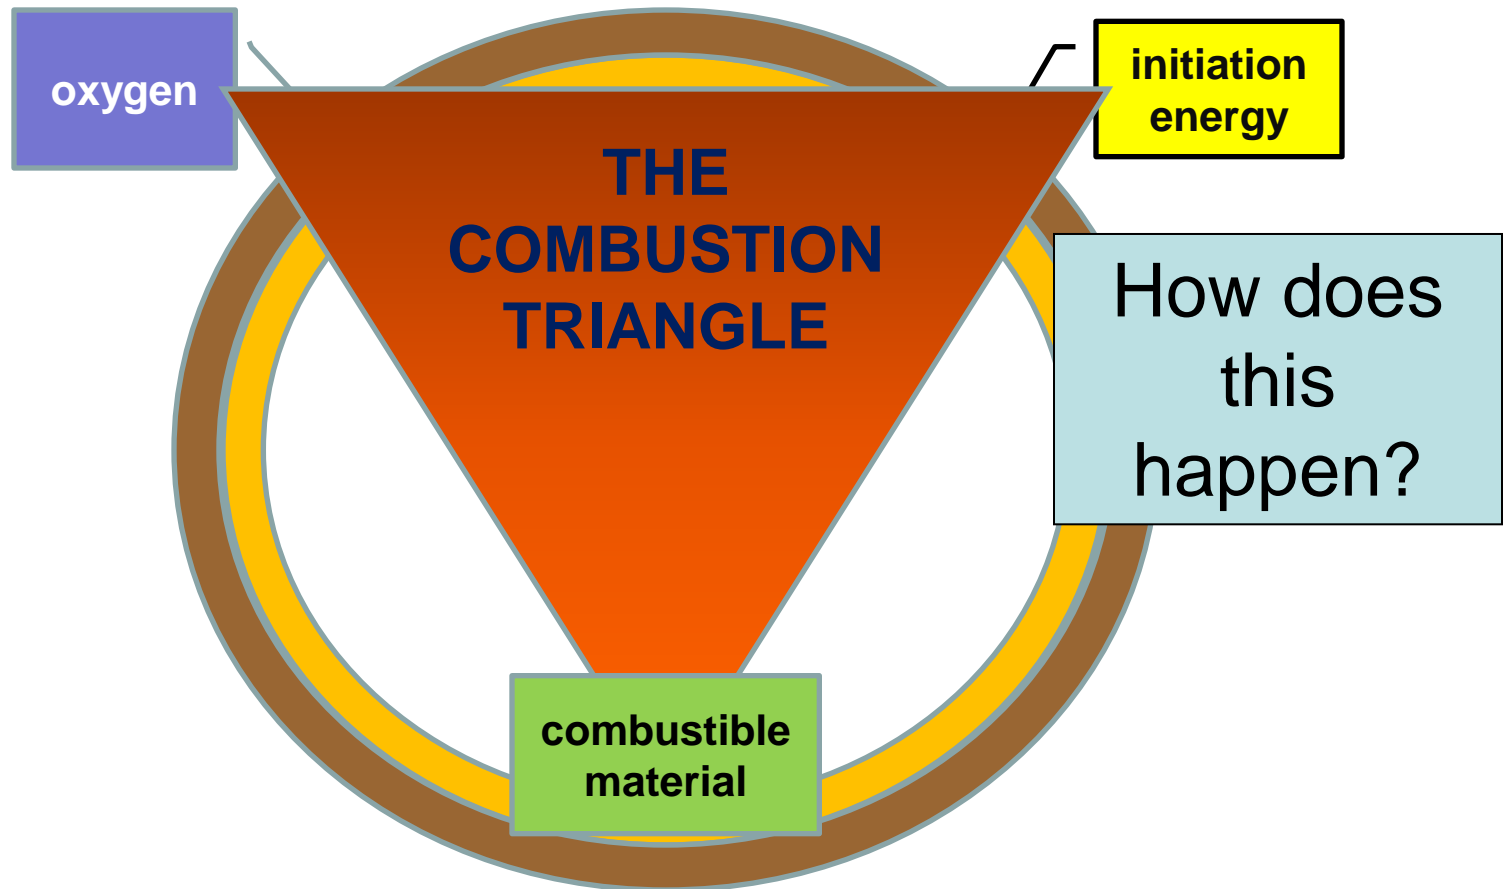 oxygen
initiation
energy
THE
COMBUSTION
TRIANGLE
How does
this
happen?
combustible
material